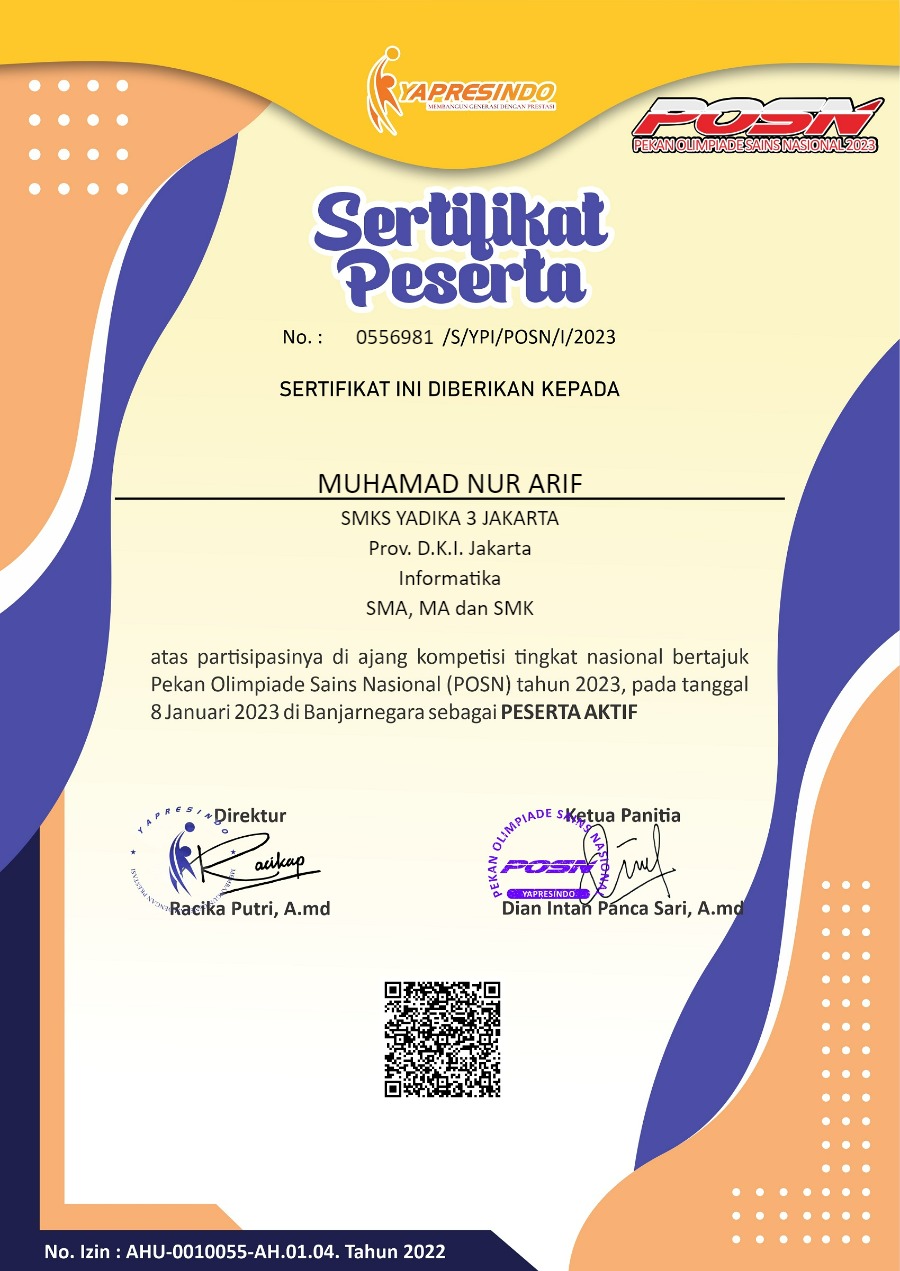 YAPRESINDO
MEMBANGUN GENERASI DENGAN PRESTASI
POSN
PEKAN OLIMPIADE SAINS NASIONAL 2023
Sertifikat
Peserta
No. : 0556981 /S/YPI/POSN/I/2023
SERTIFIKAT INI DIBERIKAN KEPADA
MUHAMAD NUR ARIF
SMKS YADIKA 3 JAKARTA
Prov. D.K.I. Jakarta
Informatika
SMA, MA dan SMK
atas partisipasinya di ajang kompetisi tingkat nasional bertajuk
Pekan Olimpiade Sains Nasional (POSN) tahun 2023, pada tanggal
8 Januari 2023 di Banjarnegara sebagai PESERTA AKTIF
Direktur
YAPRESINDO
Racikap
Racika Putri, A.md
Ketua Panitia
PEKAN OLIMPIADE SAINS NASIONAL
POSN
YAPRESINDO
Dian Intan Panca Sari, A.md
No. Izin : AHU-0010055-AH.01.04. Tahun 2022